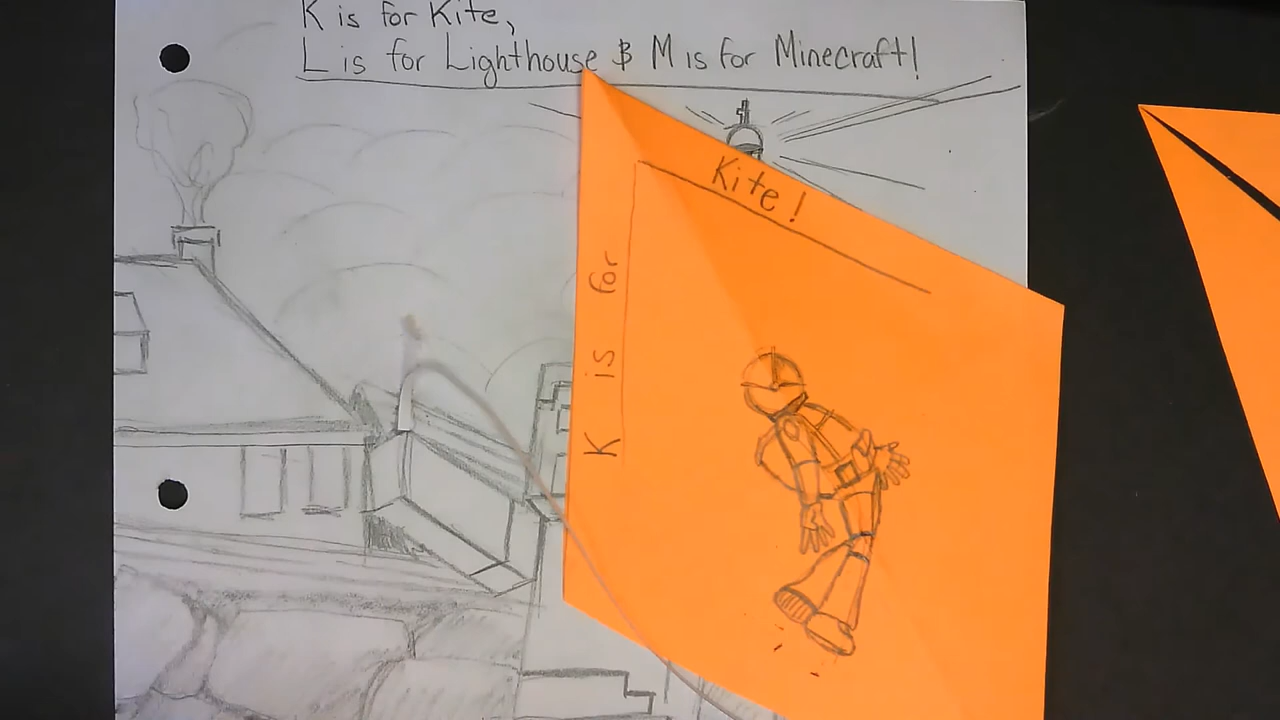 K is for Kite,
L is for Lighthouse & M is for Minecraft!
K is for
Kite!